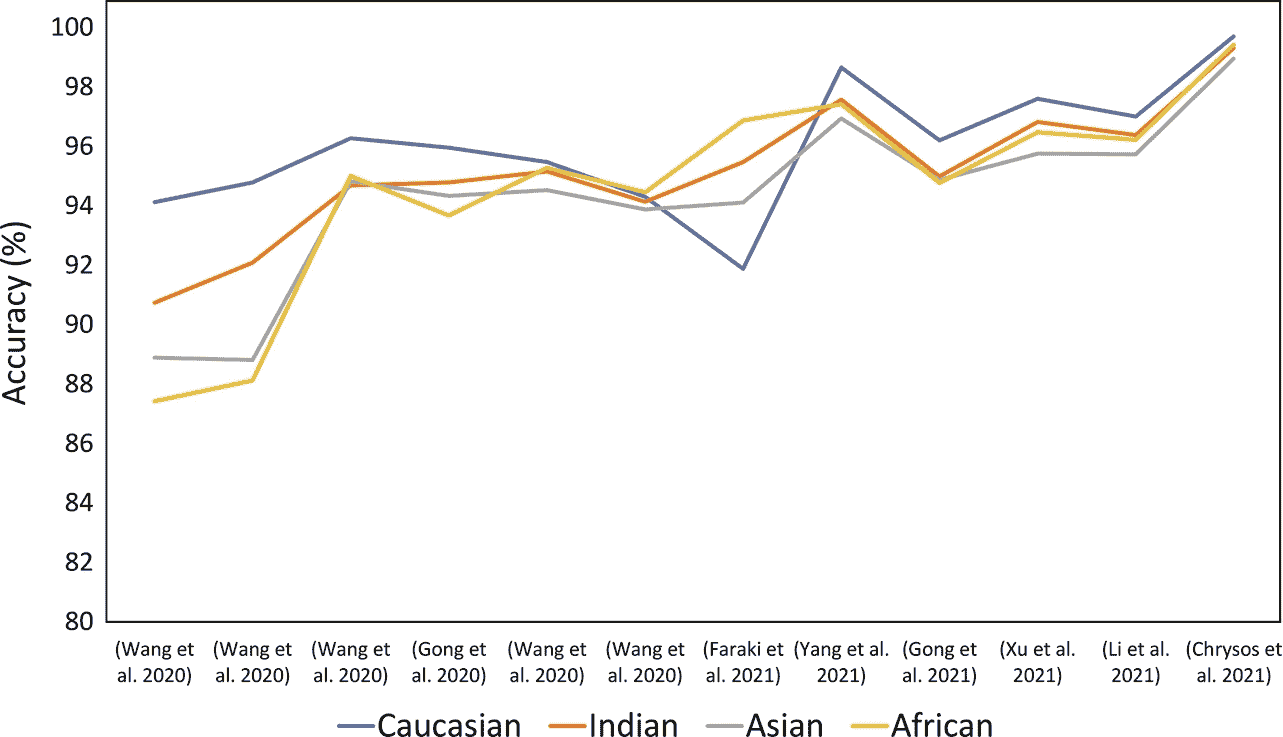 100
98
96
94
92
90
88
86
84
82
80
Accuracy (%)
(Wang et al. 2020)
(Wang et al. 2020)
(Wang et al. 2020)
(Gong et al. 2020)
(Wang et al. 2020)
(Wang et al. 2020)
(Faraki et al. 2021)
(Yang et al. 2021)
(Gong et al. 2021)
(Xu et al. 2021)
(Li et al. 2021)
(Chrysos et al. 2021)
Caucasian Indian Asian African